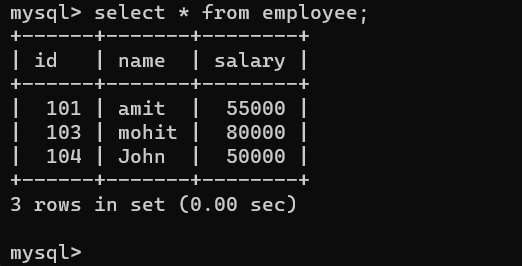 mysql> select * from employee;
+------+-------+--------+
| id   | name  | salary |
+------+-------+--------+
|  101 | amit  |  55000 |
|  103 | mohit |  80000 |
|  104 | John  |  50000 |
+------+-------+--------+
3 rows in set (0.00 sec)

mysql>